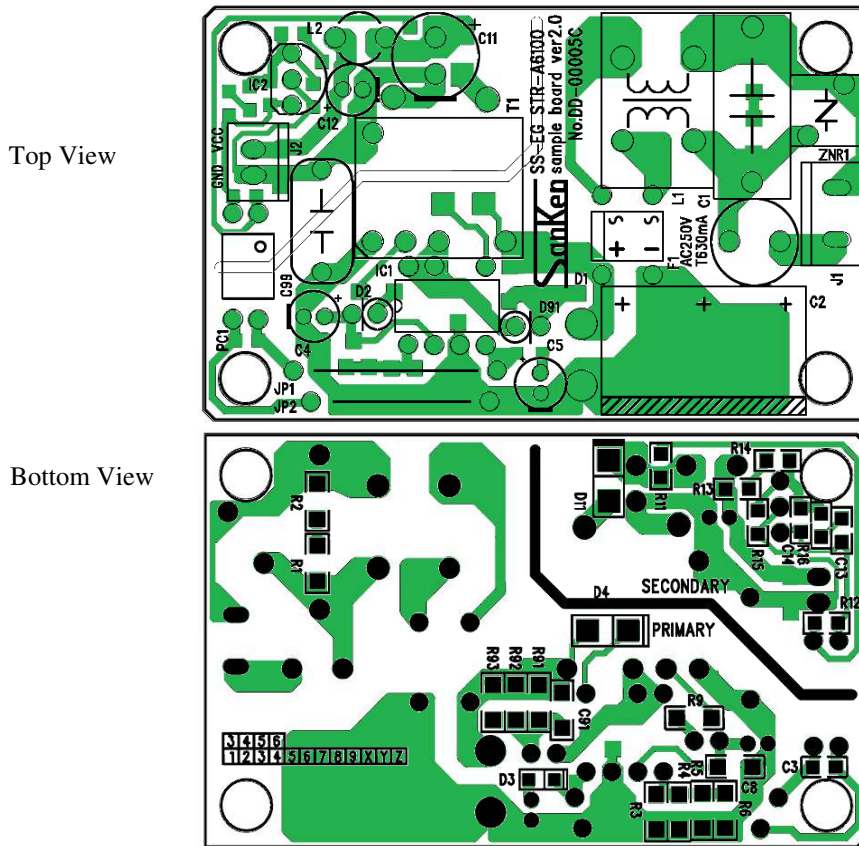 Top View
L2
+
C11
IC2
+
C12
T1
VCC
J2
GND
SS-EG STR-A6100
sample board ver2.0
No.DD-00005C
SanKen
ZNR1
L1
C1
AC250V
T630mA
F1
J1
S S
+ -
C99
IC1
D2
D1
+
C4
D91
C5
+
+ + +
C2
PC1
JP1
JP2
Bottom View
R2
R1
D11
R11
R14
R13
R15
C14
R16
C13
R12
SECONDARY
D4
PRIMARY
R93
R92
R91
C91
R9
3 4 5 6
1 2 3 4 5 6 7 8 9 X Y Z
D3
R4
R5
C8
C3
R3
R6